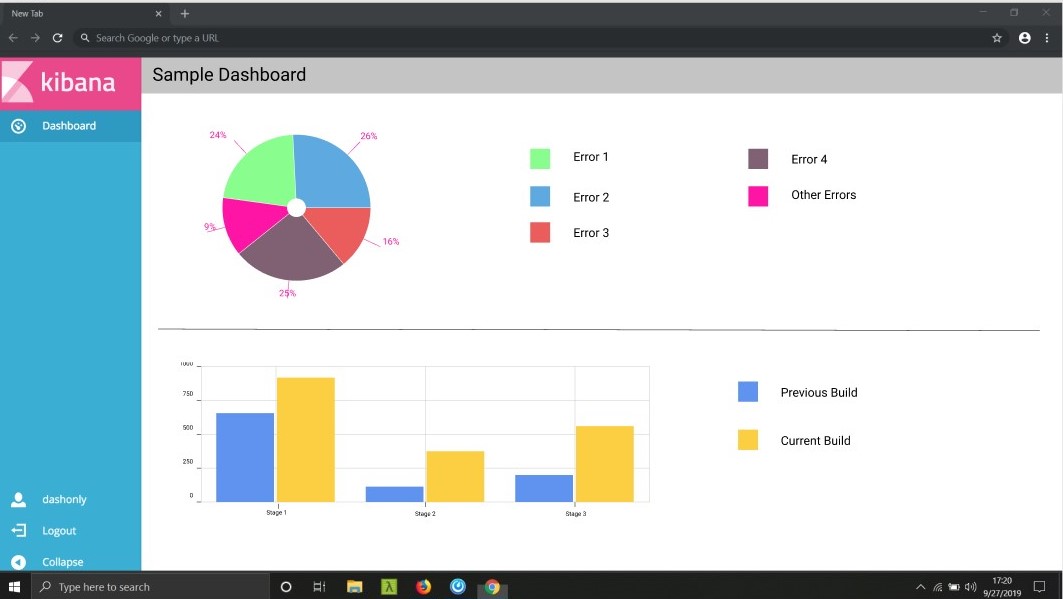 New Tab
Search Google or type a URL
kibana
Sample Dashboard
Dashboard
24%
26%
9%
16%
25%
Error 1
Error 2
Error 3
Error 4
Other Errors
1000
750
500
250
0
Stage 1
Stage 2
Stage 3
Previous Build
Current Build
dashonly
Logout
Collapse
Type here to search
17:20
9/27/2019